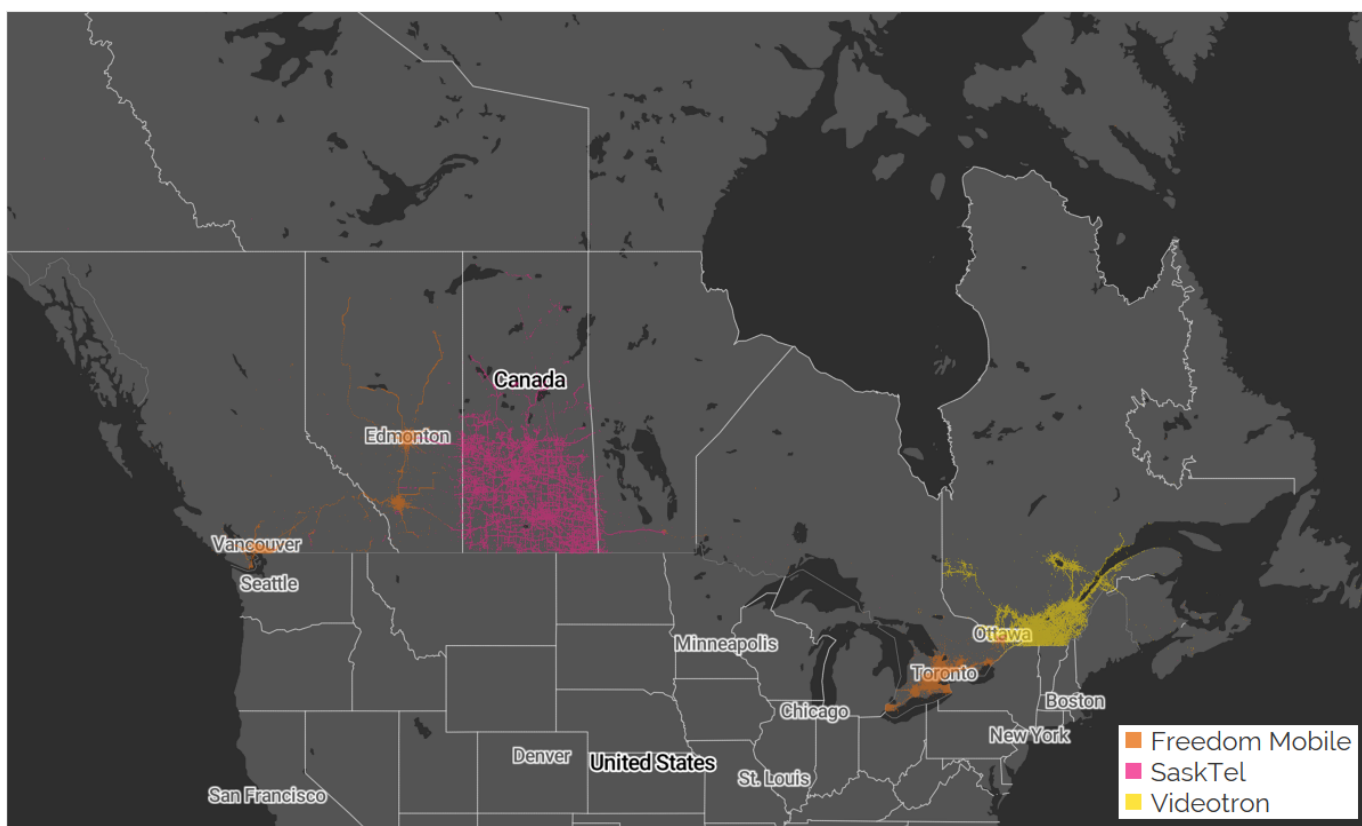 Canada
Edmonton
Vancouver
Seattle
Ottawa
Minneapolis
Toronto
Chicago
Boston
New York
Denver
United States
St. Louis
San Francisco
Freedom Mobile
SaskTel
Videotron